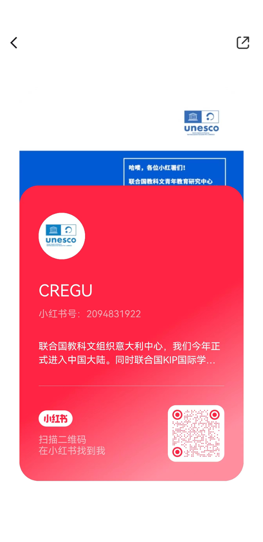 unesco
哈喽，各位小红薯们！
联合国教科文青年教育研究中心
unesco
CREGU
小红书号：2094831922
联合国教科文组织意大利中心，我们今年正
式进入中国大陆。同时联合国KIP国际学...
小红书
扫描二维码
在小红书找到我